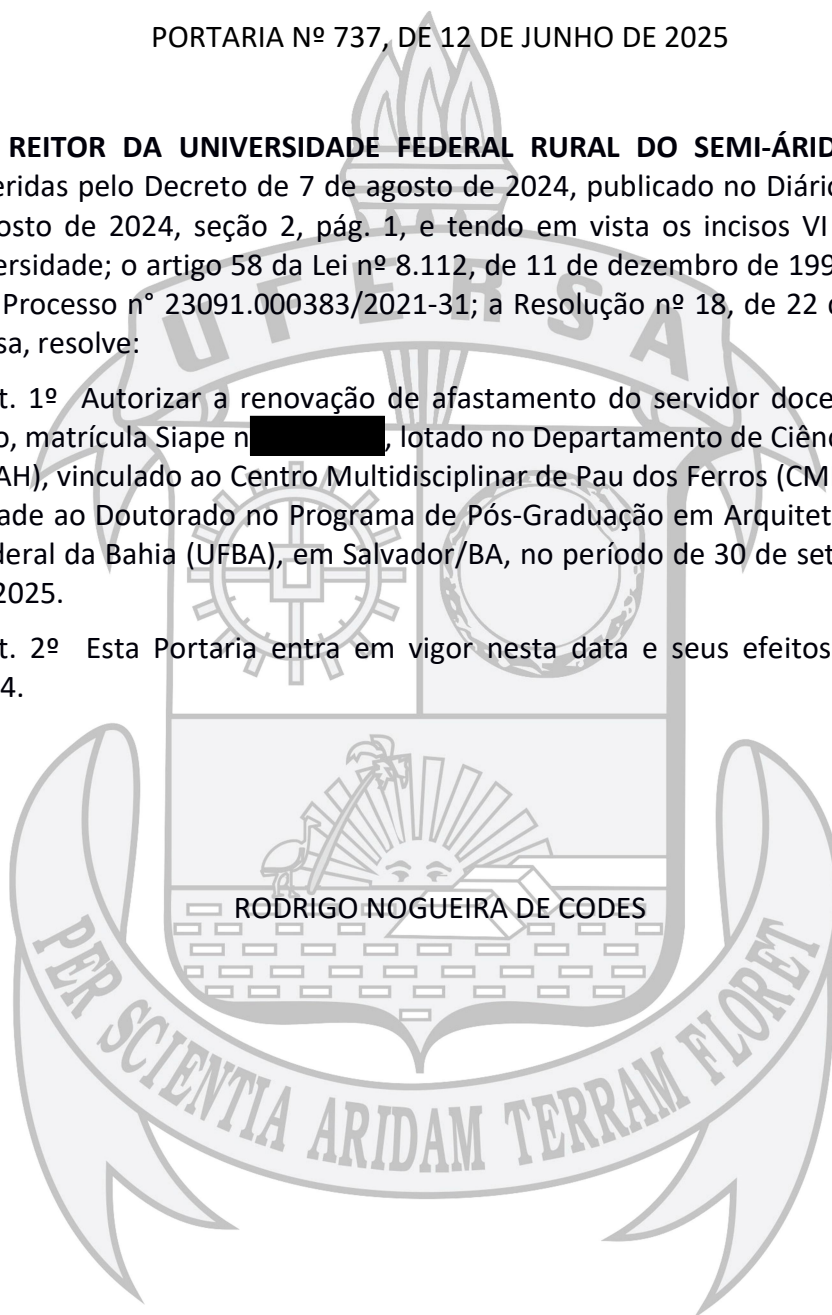 PORTARIA Nº 737, DE 12 DE JUNHO DE 2025
REITOR DA UNIVERSIDADE FEDERAL RURAL DO SEMI-ÁRID
eridas pelo Decreto de 7 de agosto de 2024, publicado no Diário
osto de 2024, seção 2, pág. 1, e tendo em vista os incisos VI
ersidade; o artigo 58 da Lei nº 8.112, de 11 de dezembro de 199
Processo n° 23091.000383/2021-31; a Resolução nº 18, de 22
sa, resolve:
t. 1º Autorizar a renovação de afastamento do servidor doce
o, matrícula Siape n , lotado no Departamento de Ciên
AH), vinculado ao Centro Multidisciplinar de Pau dos Ferros (CM
ade ao Doutorado no Programa de Pós-Graduação em Arquitet
deral da Bahia (UFBA), em Salvador/BA, no período de 30 de set
2025.
t. 2º Esta Portaria entra em vigor nesta data e seus efeitos
4.
RODRIGO NOGUEIRA DE CODES
UFERSA
PER SCIENTIA ARIDAM TERRAM FLORET